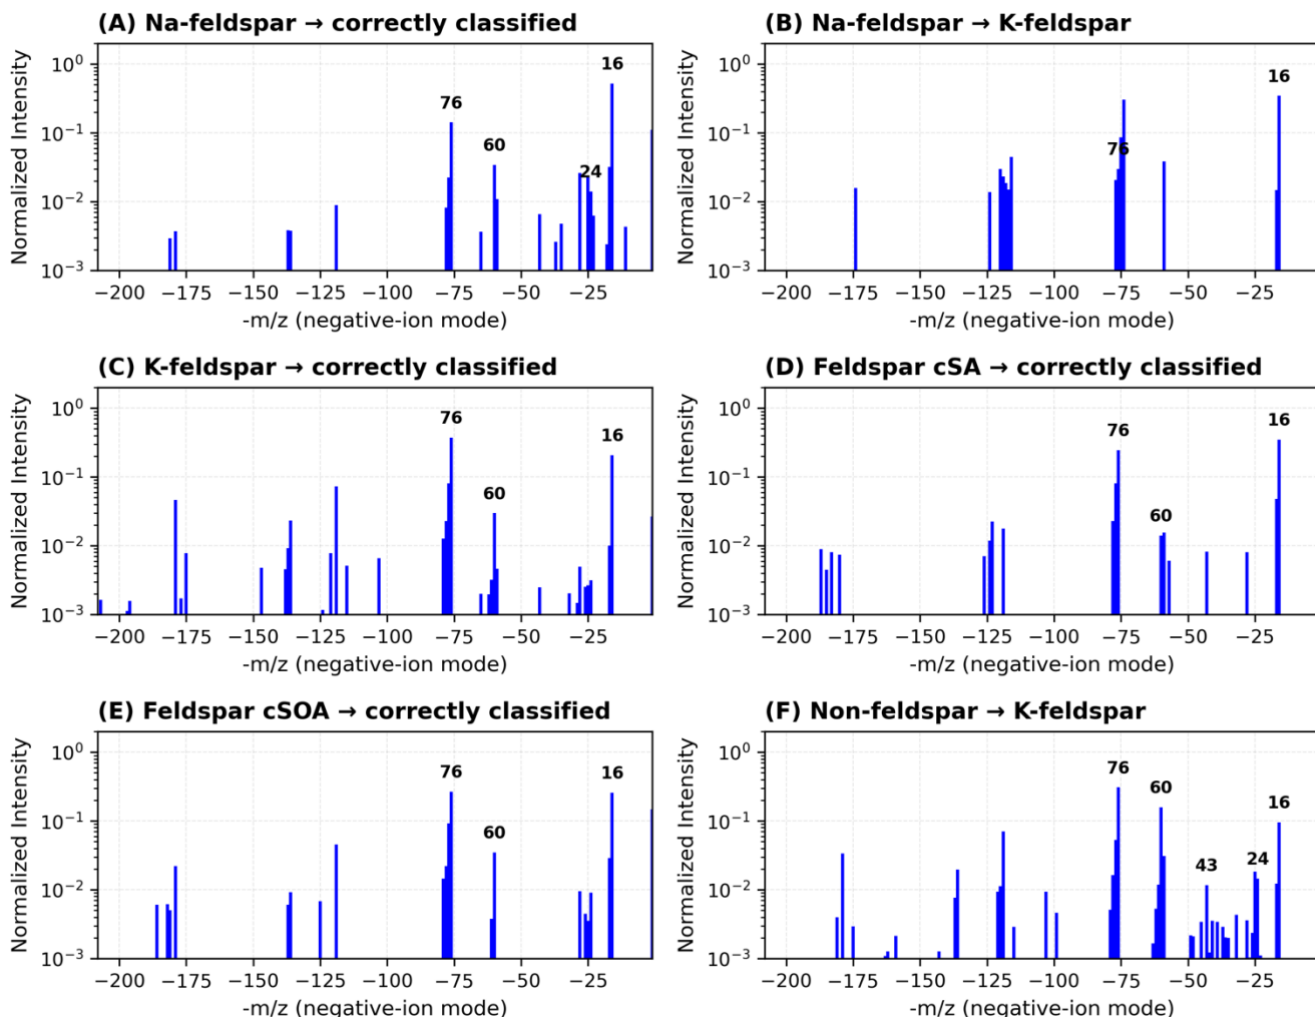 (A) Na-feldspar → correctly classified
Normalized Intensity
10⁰
10⁻¹
10⁻²
10⁻³
76
60
24
16
−200 −175 −150 −125 −100 −75 −50 −25
-m/z (negative-ion mode)
(B) Na-feldspar → K-feldspar
Normalized Intensity
10⁰
10⁻¹
10⁻²
10⁻³
76
16
−200 −175 −150 −125 −100 −75 −50 −25
-m/z (negative-ion mode)
(C) K-feldspar → correctly classified
Normalized Intensity
10⁰
10⁻¹
10⁻²
10⁻³
76
60
16
−200 −175 −150 −125 −100 −75 −50 −25
-m/z (negative-ion mode)
(D) Feldspar cSA → correctly classified
Normalized Intensity
10⁰
10⁻¹
10⁻²
10⁻³
76
60
16
−200 −175 −150 −125 −100 −75 −50 −25
-m/z (negative-ion mode)
(E) Feldspar cSOA → correctly classified
Normalized Intensity
10⁰
10⁻¹
10⁻²
10⁻³
76
60
16
−200 −175 −150 −125 −100 −75 −50 −25
-m/z (negative-ion mode)
(F) Non-feldspar → K-feldspar
Normalized Intensity
10⁰
10⁻¹
10⁻²
10⁻³
76
60
43
24
16
−200 −175 −150 −125 −100 −75 −50 −25
-m/z (negative-ion mode)